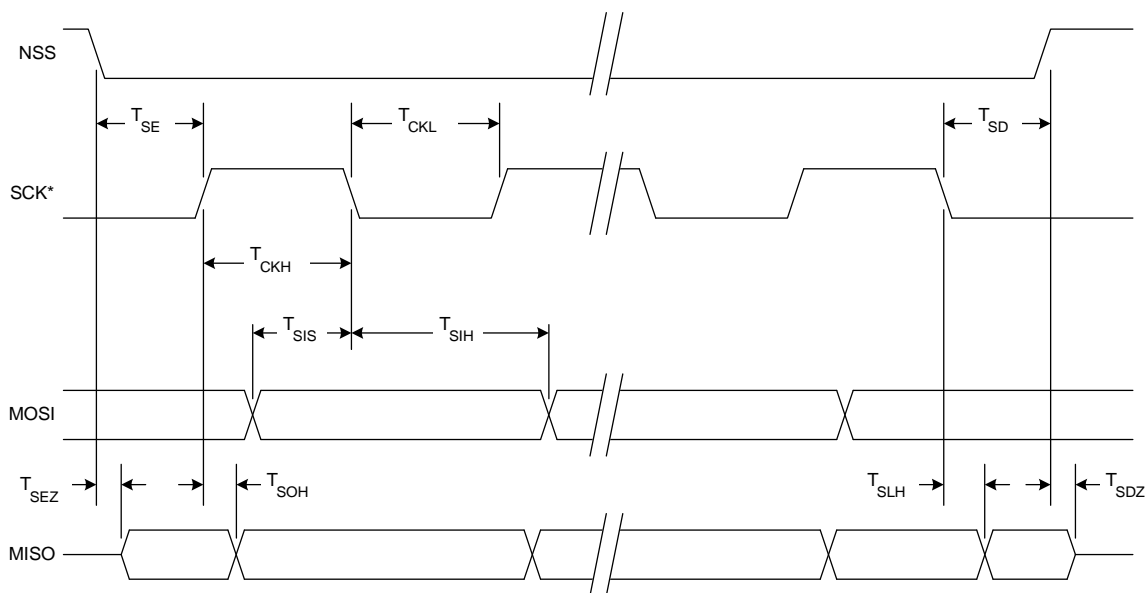 NSS
T_SE
T_CKL
T_SD
SCK*
T_CKH
T_SIS
T_SIH
MOSI
T_SEZ
T_SOH
T_SLH
T_SDZ
MISO